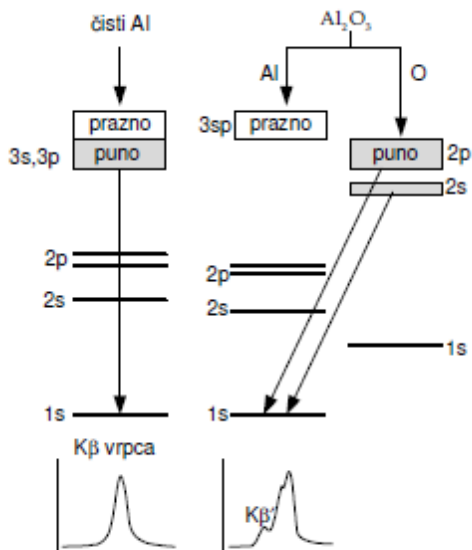 čisti Al
Al₂O₃
Al
O
prazno
puno
3s,3p
3sp
prazno
puno
2p
2s
2p
2s
2p
2s
1s
1s
1s
Kβ vrpca
Kβ'